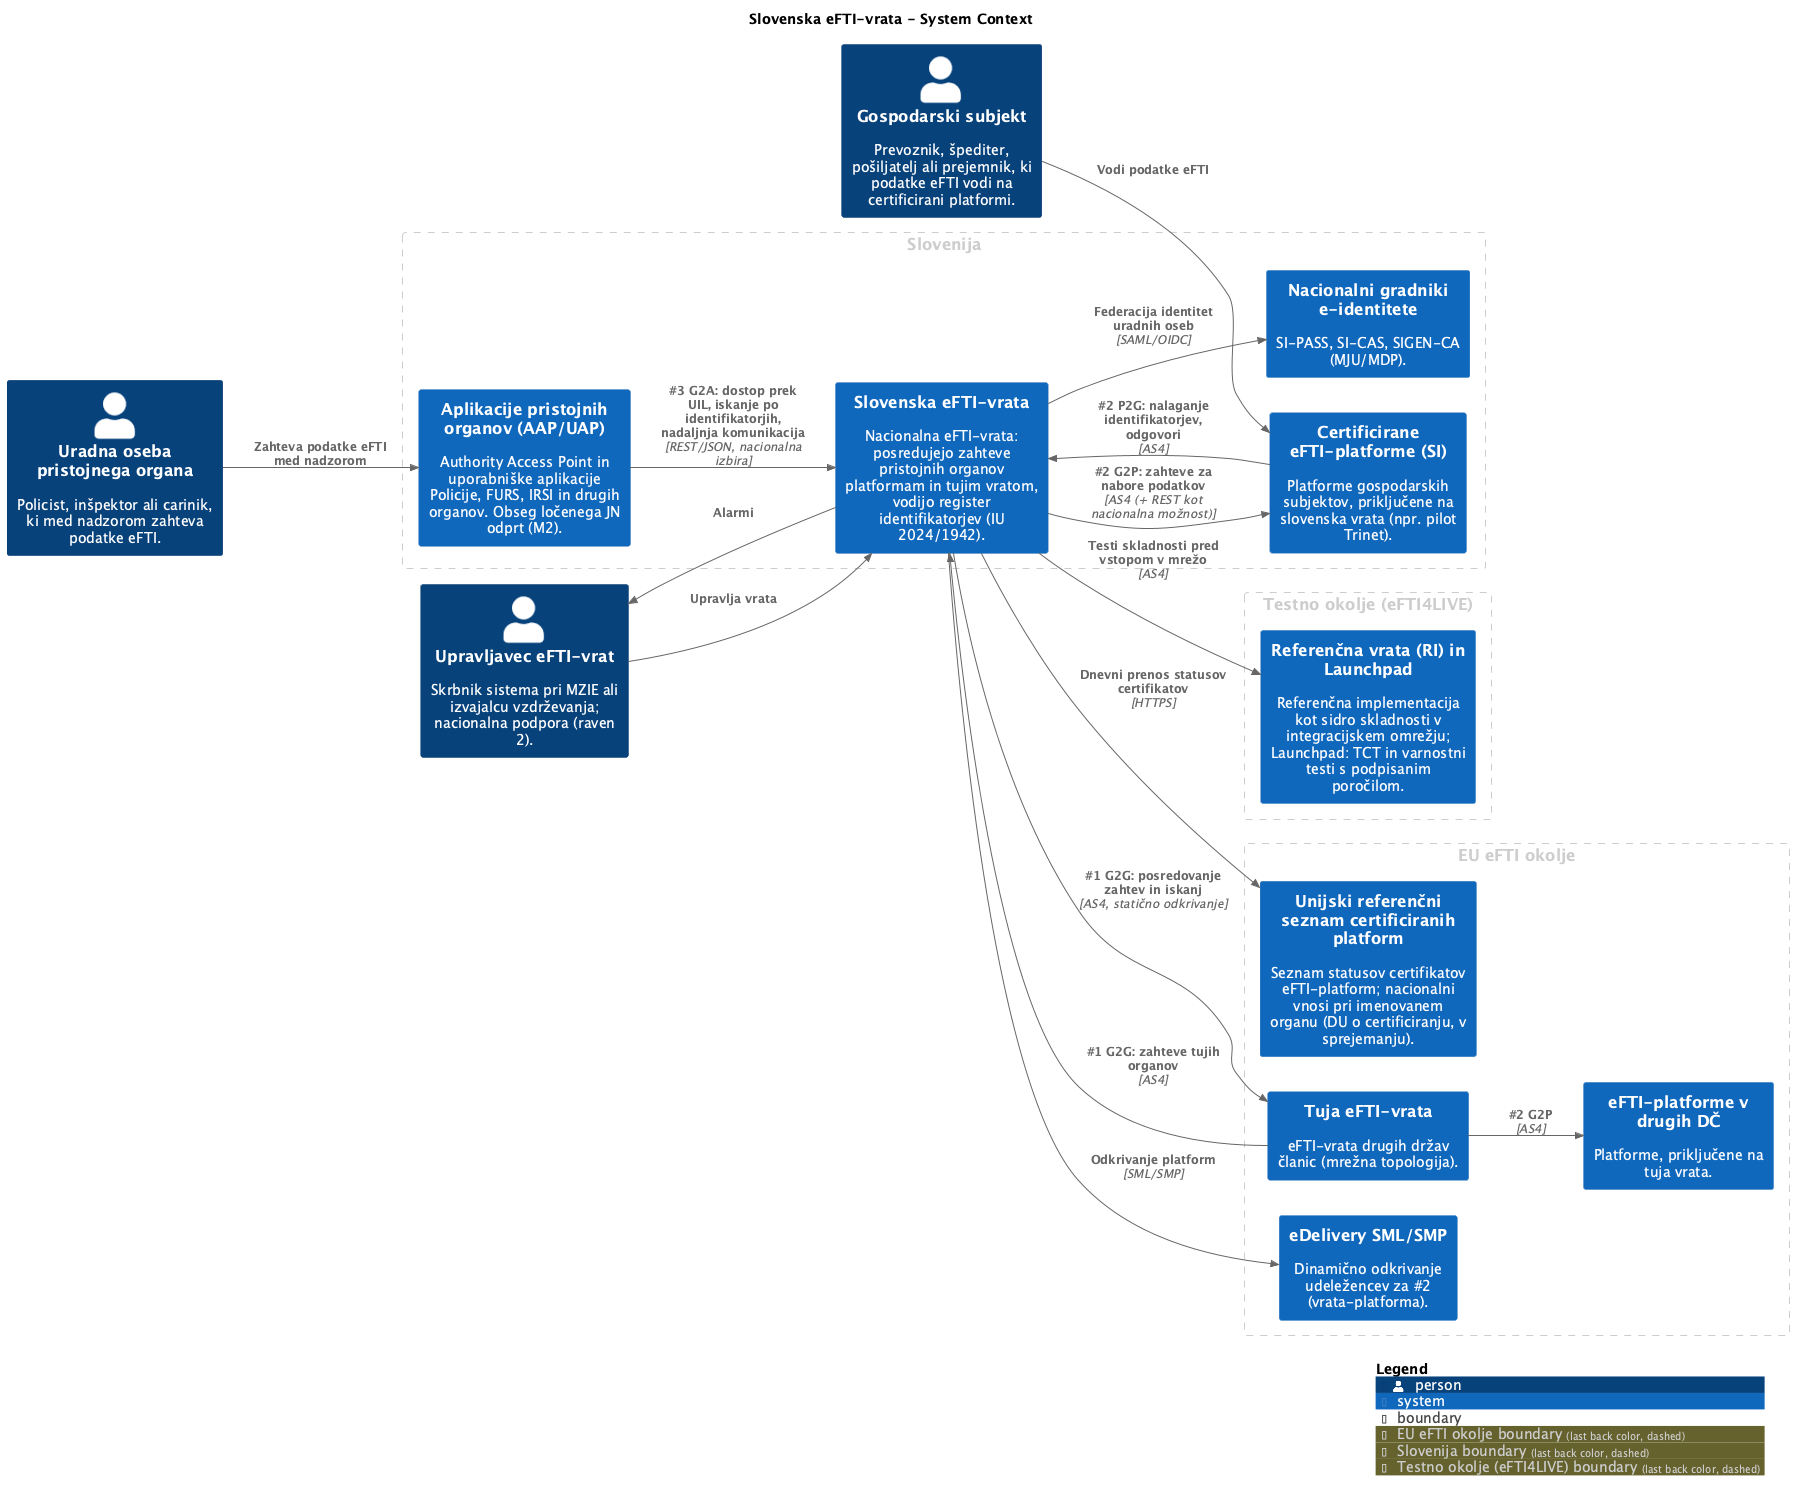 Slovenska eFTI-vrata - System Context
Gospodarski subjekt
Prevoznik, špediter,
pošiljatelj ali prejemnik, ki
podatke eFTI vodi na
certificirani platformi.
Vodi podatke eFTI
Slovenija
Nacionalni gradniki
e-identitete
SI-PASS, SI-CAS, SIGEN-CA
(MJU/MDP).
Federacija identitet
uradnih oseb
[SAML/OIDC]
Uradna oseba
pristojnega organa
Policist, inšpektor ali carinik,
ki med nadzorom zahteva
podatke eFTI.
Zahteva podatke eFTI
med nadzorom
Aplikacije pristojnih
organov (AAP/UAP)
Authority Access Point in
uporabniške aplikacije
Policije, FURS, IRSI in drugih
organov. Obseg ločenega JN
odprt (M2).
#3 G2A: dostop prek
UIL, iskanje po
identifikatorjih,
nadaljnja komunikacija
[REST/JSON, nacionalna
izbira]
Slovenska eFTI-vrata
Nacionalna eFTI-vrata:
posredujejo zahteve
pristojnih organov
platformam in tujim vratom,
vodijo register
identifikatorjev (IU
2024/1942).
#2 P2G: nalaganje
identifikatorjev,
odgovori
[AS4]
#2 G2P: zahteve za
nabore podatkov
[AS4 (+ REST kot
nacionalna možnost)]
Certificirane
eFTI-platforme (SI)
Platforme gospodarskih
subjektov, priključene na
slovenska vrata (npr. pilot
Trinet).
Alarmi
Upravlja vrata
Upravljavec eFTI-vrat
Skrbnik sistema pri MZIE ali
izvajalcu vzdrževanja;
nacionalna podpora (raven
2).
Testi skladnosti pred
vstopom v mrežo
[AS4]
Testno okolje (eFTI4LIVE)
Referenčna vrata (RI) in
Launchpad
Referenčna implementacija
kot sidro skladnosti v
integracijskem omrežju;
Launchpad: TCT in varnostni
testi s podpisanim
poročilom.
Dnevni prenos statusov
certifikatov
[HTTPS]
EU eFTI okolje
Unijski referenčni
seznam certificiranih
platform
Seznam statusov certifikatov
eFTI-platform; nacionalni
vnosi pri imenovanem
organu (DU o certificiranju, v
sprejemanju).
#1 G2G: posredovanje
zahtev in iskanj
[AS4, statično odkrivanje]
#1 G2G: zahteve tujih
organov
[AS4]
Tuja eFTI-vrata
eFTI-vrata drugih držav
članic (mrežna topologija).
#2 G2P
[AS4]
eFTI-platforme v
drugih DČ
Platforme, priključene na
tuja vrata.
Odkrivanje platform
[SML/SMP]
eDelivery SML/SMP
Dinamično odkrivanje
udeležencev za #2
(vrata-platforma).
Legend
person
system
boundary
EU eFTI okolje boundary (last back color, dashed)
Slovenija boundary (last back color, dashed)
Testno okolje (eFTI4LIVE) boundary (last back color, dashed)